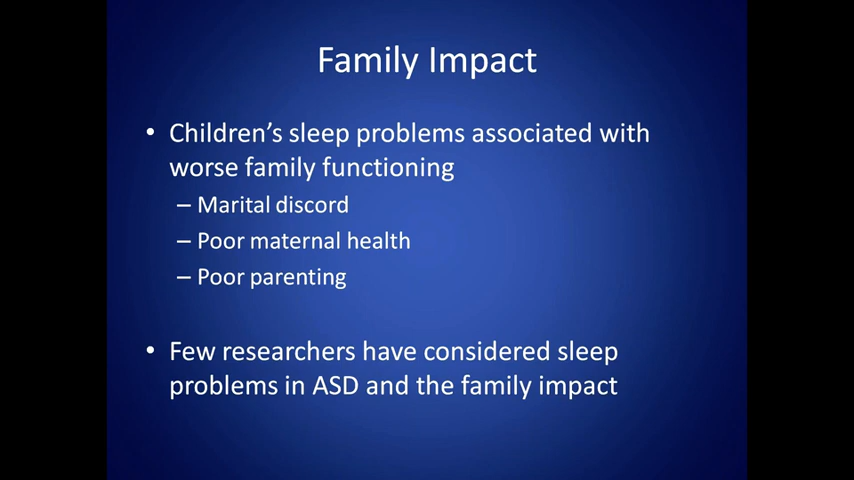 Family Impact
• Children’s sleep problems associated with
worse family functioning
– Marital discord
– Poor maternal health
– Poor parenting
• Few researchers have considered sleep
problems in ASD and the family impact